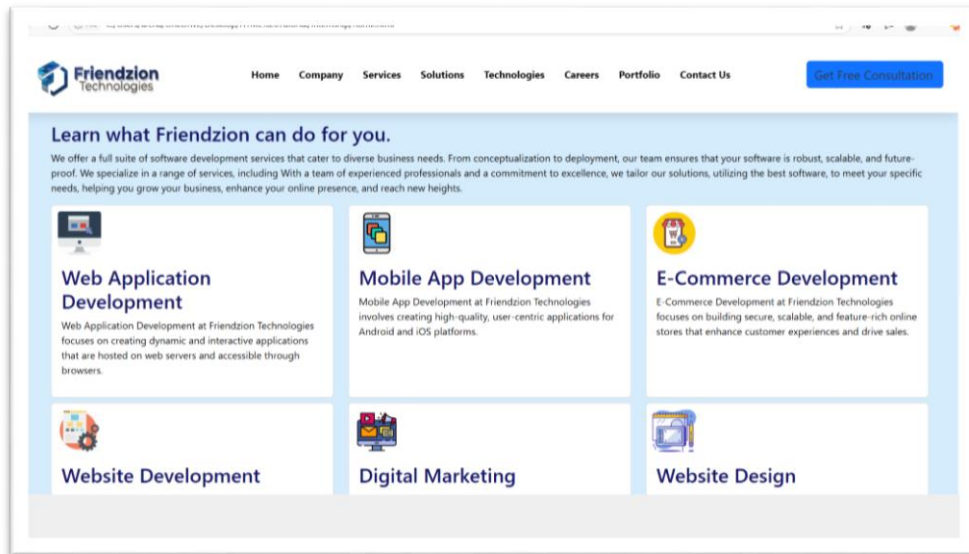 Friendzion
Technologies
Home Company Services Solutions Technologies Careers Portfolio Contact Us
Get Free Consultation
Learn what Friendzion can do for you.
We offer a full suite of software development services that cater to diverse business needs. From conceptualization to deployment, our team ensures that your software is robust, scalable, and future-
proof. We specialize in a range of services, including With a team of experienced professionals and a commitment to excellence, we tailor our solutions, utilizing the best software, to meet your specific
needs, helping you grow your business, enhance your online presence, and reach new heights.
Web Application
Development
Web Application Development at Friendzion Technologies
focuses on creating dynamic and interactive applications
that are hosted on web servers and accessible through
browsers.
Mobile App Development
Mobile App Development at Friendzion Technologies
involves creating high-quality, user-centric applications for
Android and iOS platforms.
E-Commerce Development
E-Commerce Development at Friendzion Technologies
focuses on building secure, scalable, and feature-rich online
stores that enhance customer experiences and drive sales.
Website Development
Digital Marketing
Website Design